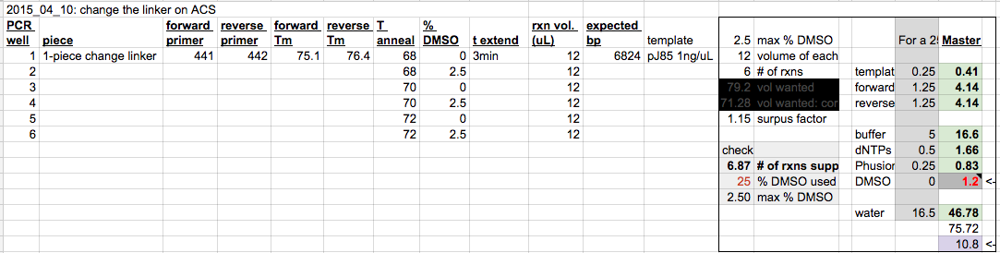 2015_04_10: change the linker on ACS
PCR well piece forward primer reverse primer forward Tm reverse Tm T anneal % DMSO t extend rxn vol. (uL) expected bp template 2.5 max % DMSO For a 2 Master
1 1-piece change linker 441 442 75.1 76.4 68 0 3min 12 6824 pJ85 1ng/uL 12 volume of each
2 68 2.5 12 6 # of rxns templat 0.25 0.41
3 70 0 12 79.2 vol wanted forward 1.25 4.14
4 70 2.5 12 71.28 vol wanted: cor reverse 1.25 4.14
5 72 0 12 1.15 surpus factor
6 72 2.5 12 buffer 5 16.6
check dNTPs 0.5 1.66
6.87 # of rxns supp Phusior 0.25 0.83
25 % DMSO used DMSO 0 1.2 <-
2.50 max % DMSO
water 16.5 46.78
75.72
10.8 <-